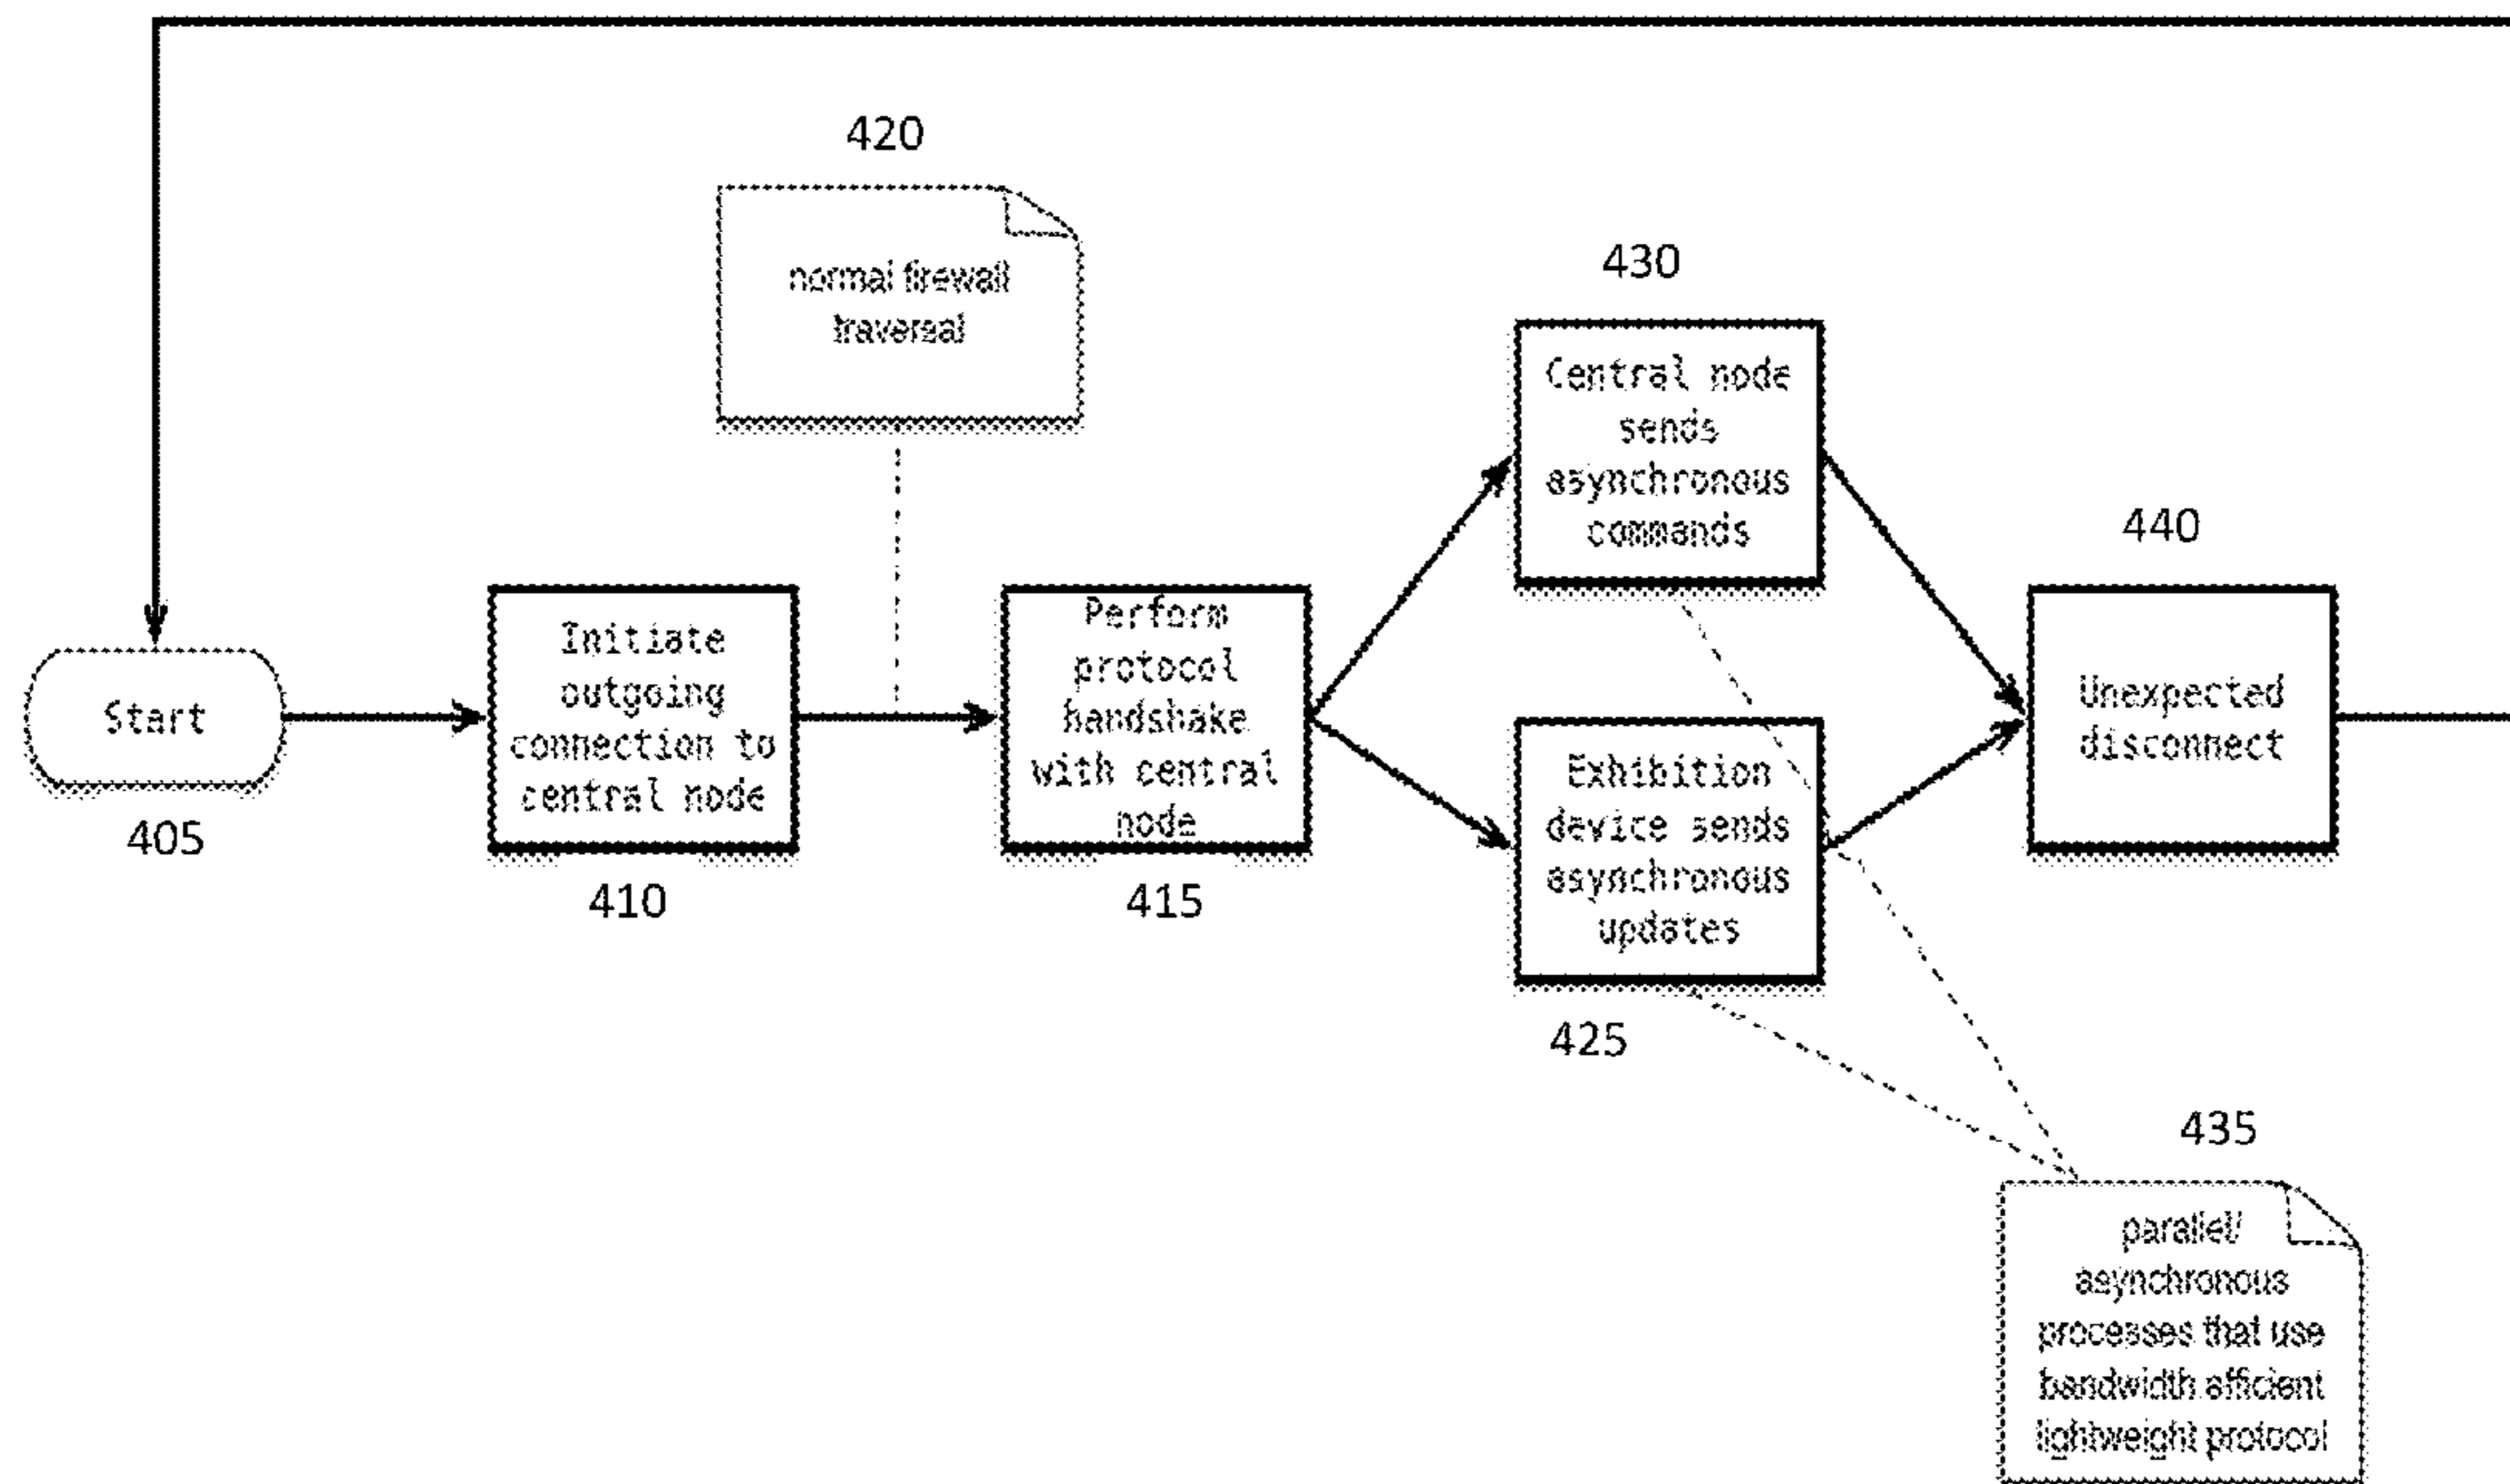 420
normal firewall
traversal
430
Central node
sends
asynchronous
commands
440
Start
405
Initiate
outgoing
connection to
central node
410
Perform
protocol
handshake
with central
node
415
Exhibition
device sends
asynchronous
updates
425
Unexpected
disconnect
435
parallel/
asynchronous
processes that use
bandwidth efficient
lightweight protocol